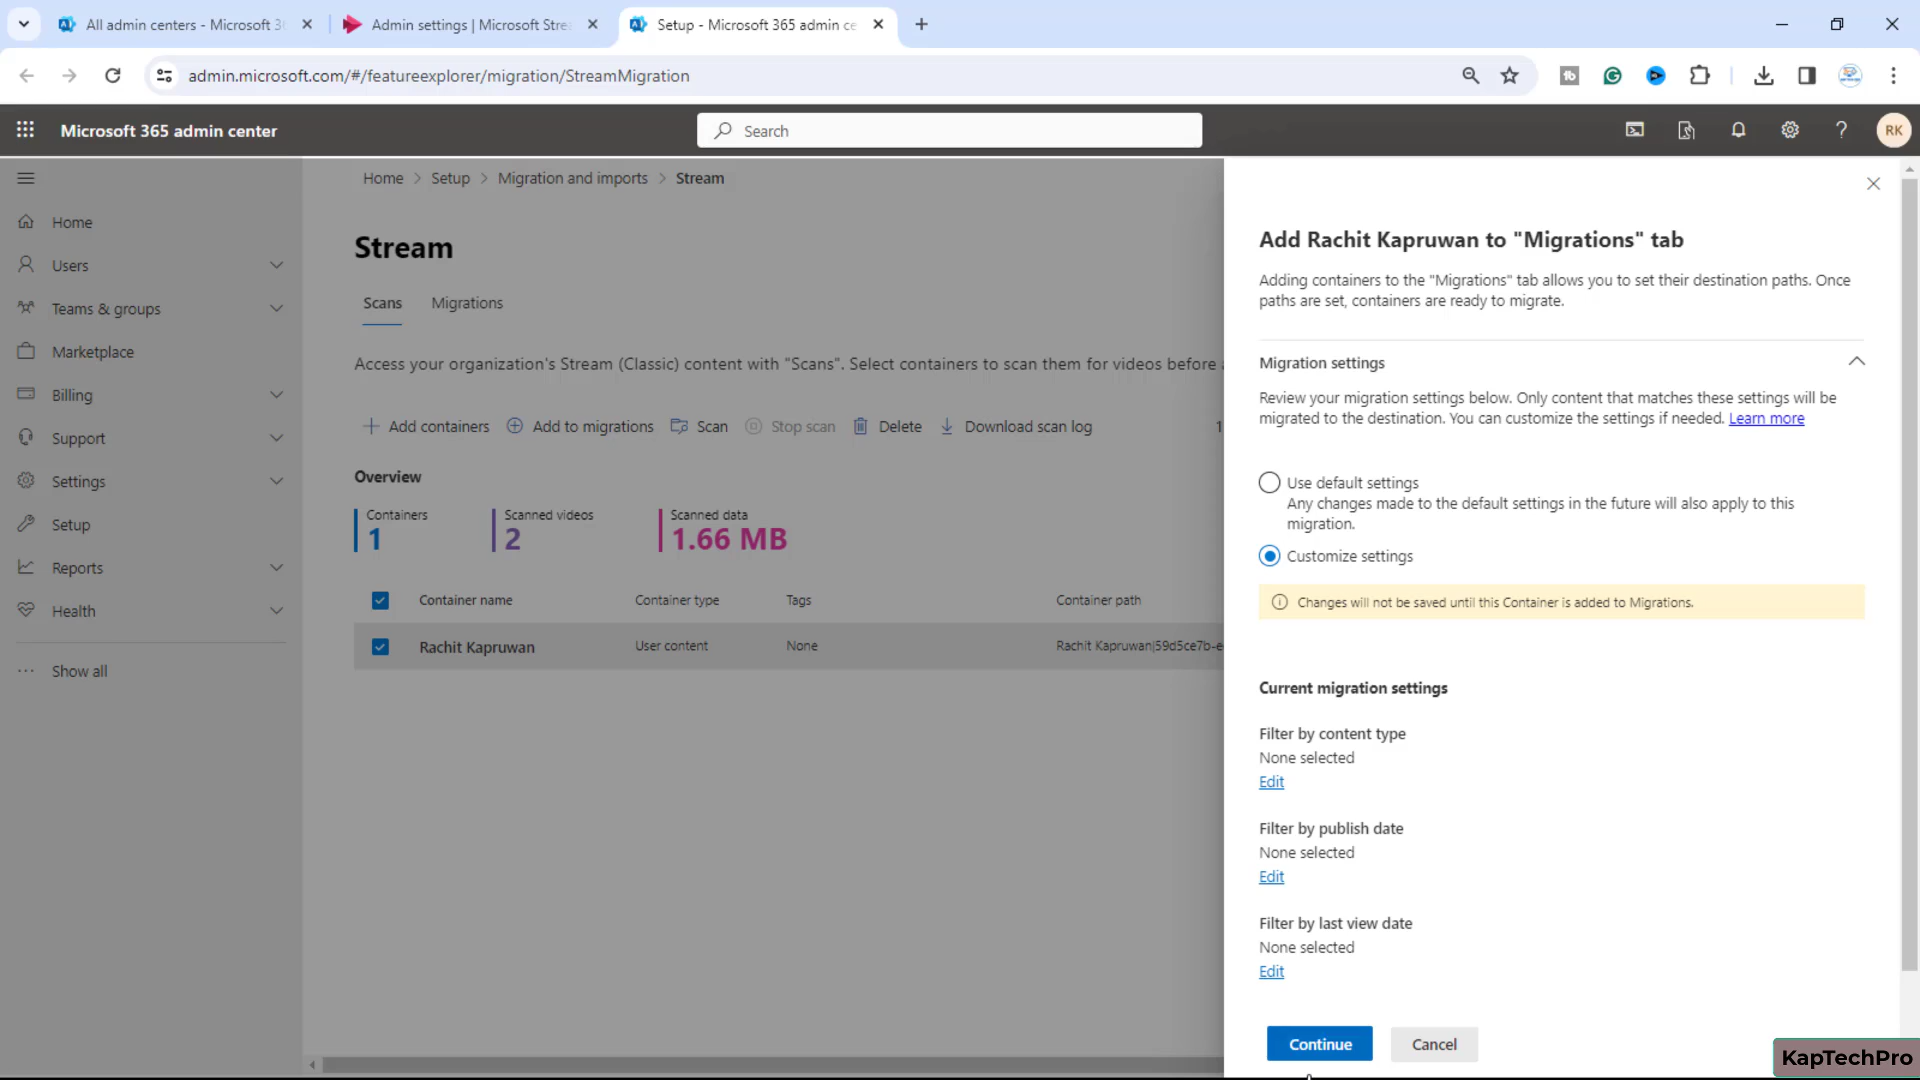 All admin centers - Microsoft 3
Admin settings | Microsoft Stre
Setup - Microsoft 365 admin ce
admin.microsoft.com/#/featureexplorer/migration/StreamMigration
Microsoft 365 admin center
Search
RK
Home
Users
Teams & groups
Marketplace
Billing
Support
Settings
Setup
Reports
Health
Show all
Home > Setup > Migration and imports > Stream
Stream
Scans Migrations
Access your organization's Stream (Classic) content with "Scans". Select containers to scan them for videos before
Add containers Add to migrations Scan Stop scan Delete Download scan log 1
Overview
Containers
1
Scanned videos
2
Scanned data
1.66 MB
Container name Container type Tags Container path
Rachit Kapruwan User content None Rachit Kapruwan|59d5ce7b-e
Add Rachit Kapruwan to "Migrations" tab
Adding containers to the "Migrations" tab allows you to set their destination paths. Once
paths are set, containers are ready to migrate.
Migration settings
Review your migration settings below. Only content that matches these settings will be
migrated to the destination. You can customize the settings if needed. Learn more
Use default settings
Any changes made to the default settings in the future will also apply to this
migration.
Customize settings
Changes will not be saved until this Container is added to Migrations.
Current migration settings
Filter by content type
None selected
Edit
Filter by publish date
None selected
Edit
Filter by last view date
None selected
Edit
Continue Cancel
KapTechPro